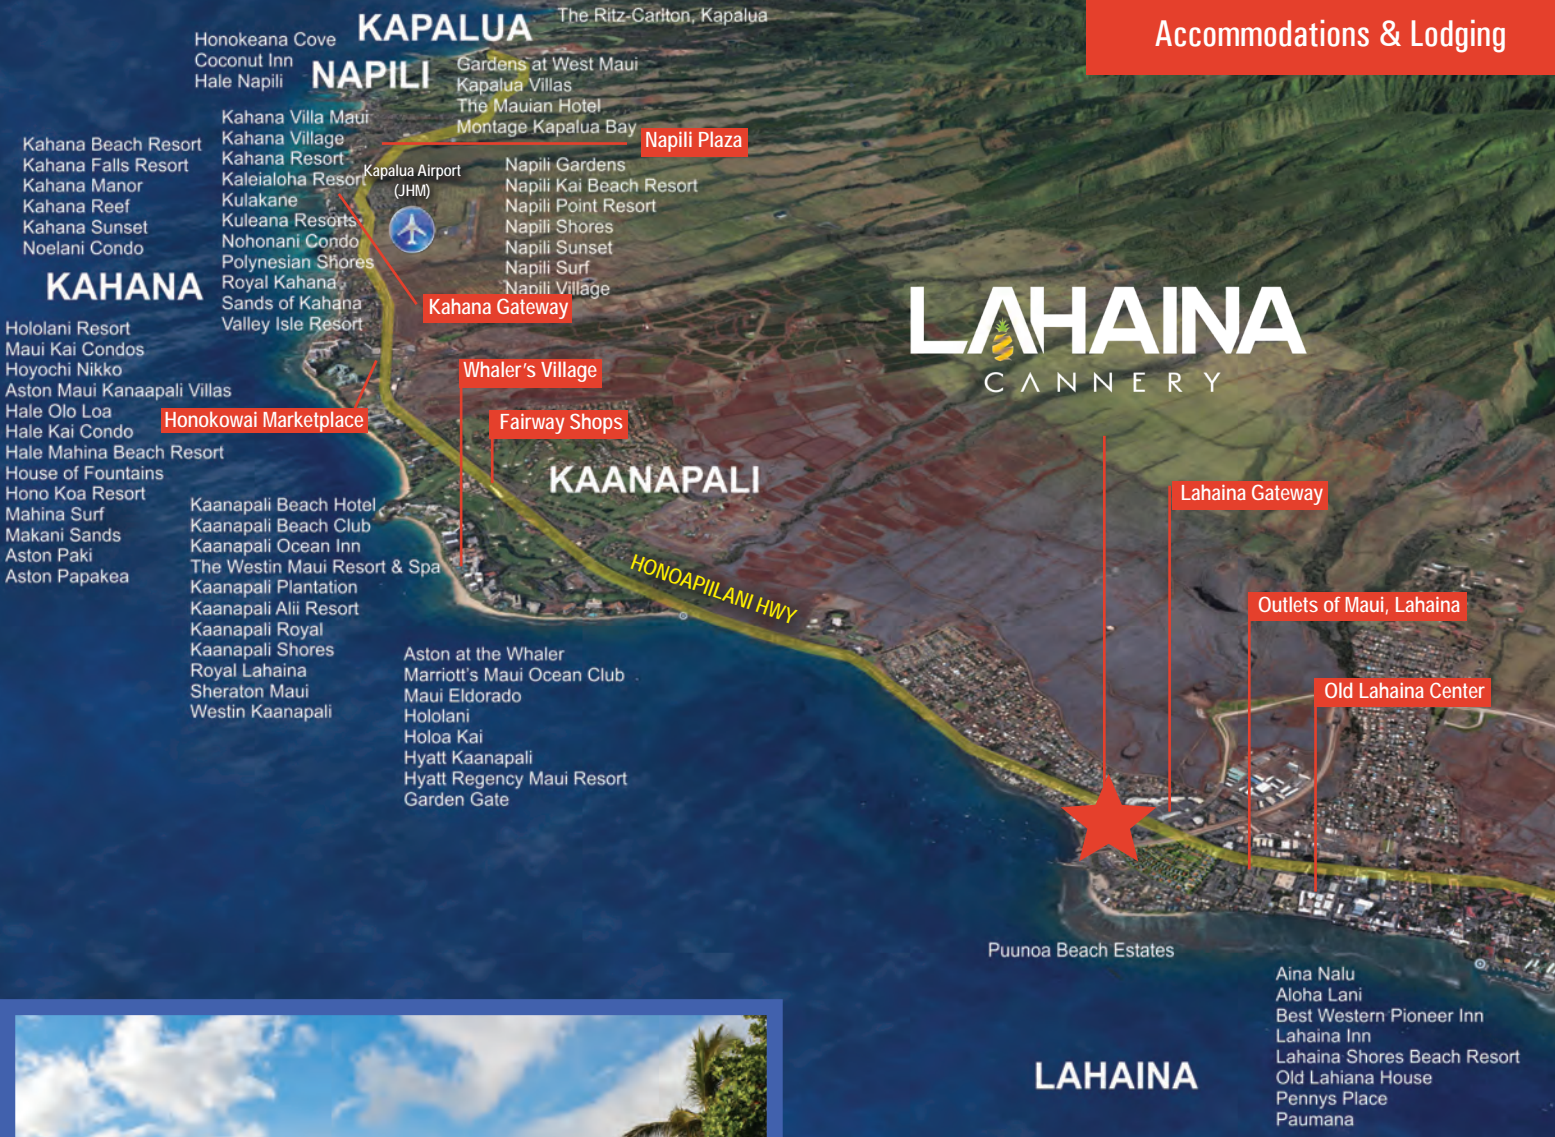 Accommodations & Lodging
KAPALUA
The Ritz-Carlton, Kapalua
Honokeana Cove
Coconut Inn
Hale Napili
NAPILI
Gardens at West Maui
Kapalua Villas
The Mauian Hotel
Montage Kapalua Bay
Napili Plaza
Kahana Beach Resort
Kahana Falls Resort
Kahana Manor
Kahana Reef
Kahana Sunset
Noelani Condo
Kahana Villa Maui
Kahana Village
Kahana Resort
Kaleialoha Resort
Kulakane
Kuleana Resorts
Nohonani Condo
Polynesian Shores
Royal Kahana
Sands of Kahana
Valley Isle Resort
Kapalua Airport
(JHM)
Napili Gardens
Napili Kai Beach Resort
Napili Point Resort
Napili Shores
Napili Sunset
Napili Surf
Napili Village
KAHANA
Kahana Gateway
Hololani Resort
Maui Kai Condos
Hoyochi Nikko
Aston Maui Kanaapali Villas
Hale Olo Loa
Hale Kai Condo
Hale Mahina Beach Resort
House of Fountains
Hono Koa Resort
Mahina Surf
Makani Sands
Aston Paki
Aston Papakea
Honokowai Marketplace
Whaler's Village
Fairway Shops
KAANAPALI
LAHAINA
CANNERY
Lahaina Gateway
Kaanapali Beach Hotel
Kaanapali Beach Club
Kaanapali Ocean Inn
The Westin Maui Resort & Spa
Kaanapali Plantation
Kaanapali Alii Resort
Kaanapali Royal
Kaanapali Shores
Royal Lahaina
Sheraton Maui
Westin Kaanapali
HONOAPIILANI HWY
Outlets of Maui, Lahaina
Old Lahaina Center
Aston at the Whaler
Marriott's Maui Ocean Club
Maui Eldorado
Hololani
Holoa Kai
Hyatt Kaanapali
Hyatt Regency Maui Resort
Garden Gate
Puunoa Beach Estates
LAHAINA
Aina Nalu
Aloha Lani
Best Western Pioneer Inn
Lahaina Inn
Lahaina Shores Beach Resort
Old Lahiana House
Pennys Place
Paumana